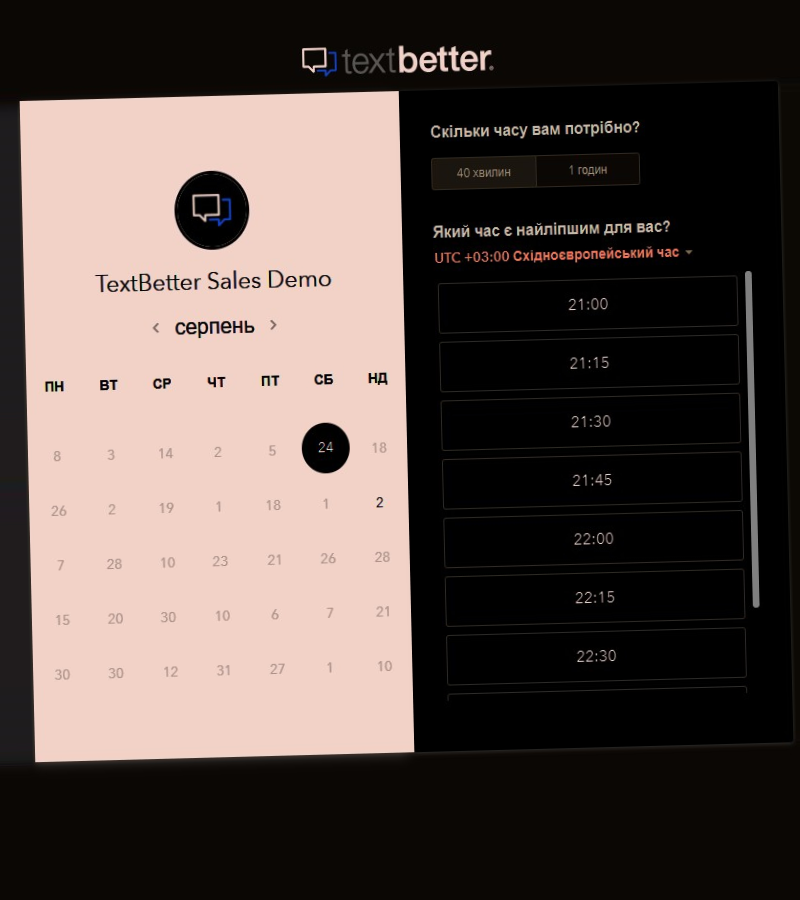 textbetter.
TextBetter Sales Demo
серпень
ПН ВТ СР ЧТ ПТ СБ НД
8 3 14 2 5 24 18
26 2 19 1 18 1 2
7 28 10 23 21 26 28
15 20 30 10 6 7 21
30 30 12 31 27 1 10
Скільки часу вам потрібно?
40 хвилин 1 годин
Який час є найліпшим для вас?
UTC +03:00 Східноєвропейський час
21:00
21:15
21:30
21:45
22:00
22:15
22:30